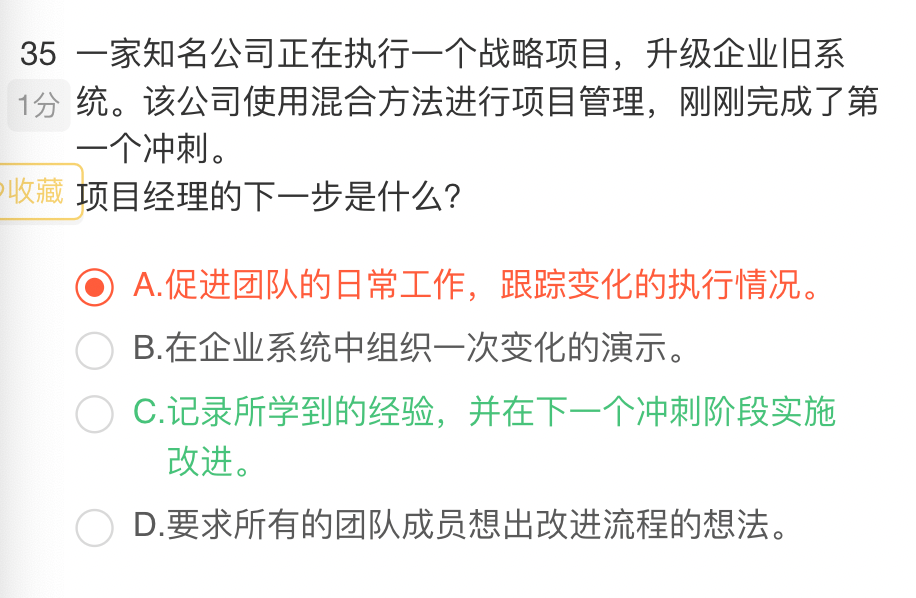 35 一家知名公司正在执行一个战略项目，升级企业旧系
1分 统。该公司使用混合方法进行项目管理，刚刚完成了第
一个冲刺。
收藏 项目经理的下一步是什么？
A.促进团队的日常工作，跟踪变化的执行情况。
B.在企业系统中组织一次变化的演示。
C.记录所学到的经验，并在下一个冲刺阶段实施
改进。
D.要求所有的团队成员想出改进流程的想法。